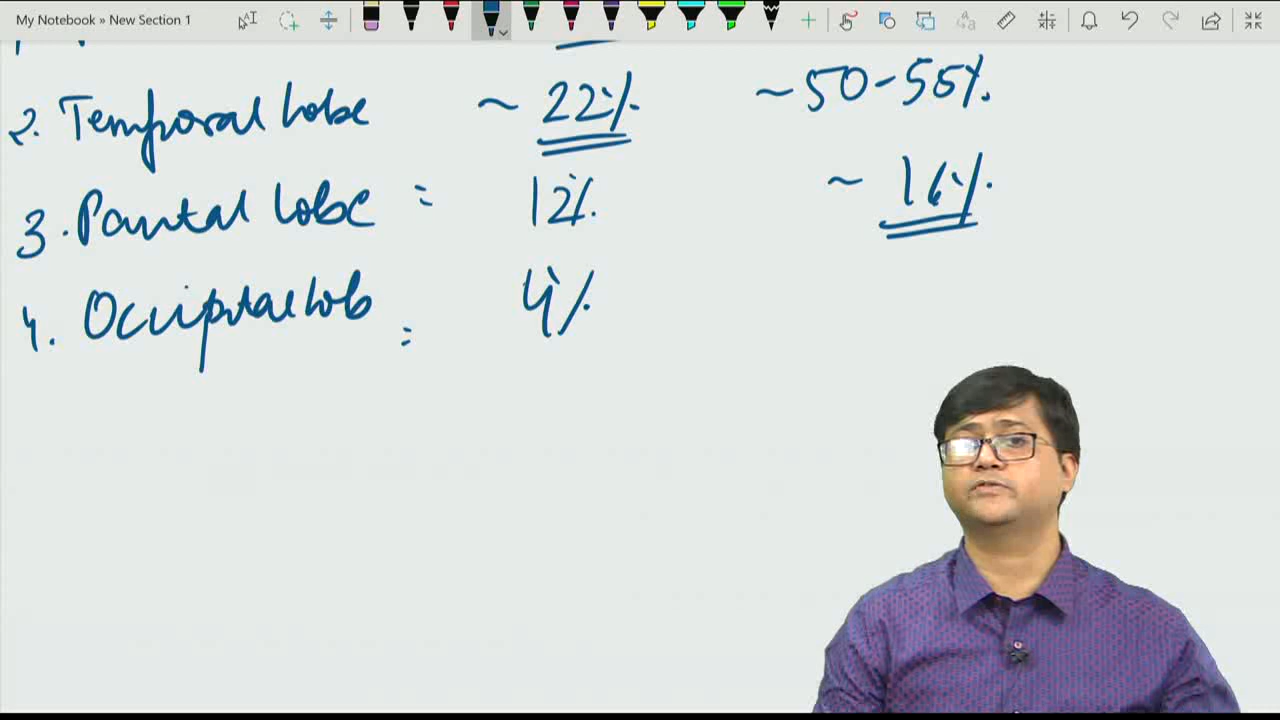 My Notebook » New Section 1
2. Temporal Lobe ~ 22% ~50-55%.
3. Parital Lobe = 12%. ~ 16%.
4. Occipital Lob = 4%.